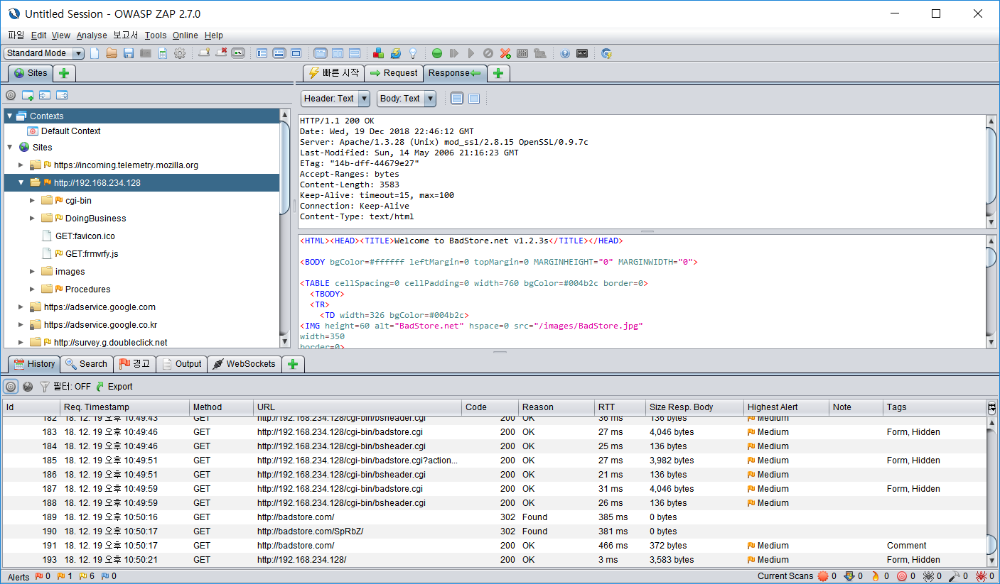 Untitled Session - OWASP ZAP 2.7.0
파일 Edit View Analyse 보고서 Tools Online Help
Standard Mode
Sites
빠른 시작 Request Response
Header: Text Body: Text
Contexts
Default Context
Sites
https://incoming.telemetry.mozilla.org
http://192.168.234.128
cgi-bin
DoingBusiness
GET:favicon.ico
GET:frmvrfy.js
images
Procedures
https://adservice.google.com
https://adservice.google.co.kr
http://survey.g.doubleclick.net
HTTP/1.1 200 OK
Date: Wed, 19 Dec 2018 22:46:12 GMT
Server: Apache/1.3.28 (Unix) mod_ssl/2.8.15 OpenSSL/0.9.7c
Last-Modified: Sun, 14 May 2006 21:16:23 GMT
ETag: "14b-dff-44679e27"
Accept-Ranges: bytes
Content-Length: 3583
Keep-Alive: timeout=15, max=100
Connection: Keep-Alive
Content-Type: text/html
<HTML><HEAD><TITLE>Welcome to BadStore.net v1.2.3s</TITLE></HEAD>
<BODY bgColor=#ffffff leftMargin=0 topMargin=0 MARGINHEIGHT="0" MARGINWIDTH="0">
<TABLE cellSpacing=0 cellPadding=0 width=760 bgColor=#004b2c border=0>
<TBODY>
<TR>
<TD width=326 bgColor=#004b2c>
<IMG height=60 alt="BadStore.net" hspace=0 src="/images/BadStore.jpg"
width=350
border=0>
History Search 경고 Output WebSockets
필터: OFF Export
Id Req. Timestamp Method URL Code Reason RTT Size Resp. Body Highest Alert Note Tags
182 18. 12. 19 오후 10:49:43 GET http://192.168.234.128/cgi-bin/bsheader.cgi 200 OK 36 ms 136 bytes Medium
183 18. 12. 19 오후 10:49:46 GET http://192.168.234.128/cgi-bin/badstore.cgi 200 OK 27 ms 4,046 bytes Medium Form, Hidden
184 18. 12. 19 오후 10:49:46 GET http://192.168.234.128/cgi-bin/bsheader.cgi 200 OK 25 ms 136 bytes Medium
185 18. 12. 19 오후 10:49:51 GET http://192.168.234.128/cgi-bin/badstore.cgi?action... 200 OK 27 ms 3,982 bytes Medium Form, Hidden
186 18. 12. 19 오후 10:49:51 GET http://192.168.234.128/cgi-bin/bsheader.cgi 200 OK 21 ms 136 bytes Medium
187 18. 12. 19 오후 10:49:59 GET http://192.168.234.128/cgi-bin/badstore.cgi 200 OK 31 ms 4,046 bytes Medium Form, Hidden
188 18. 12. 19 오후 10:49:59 GET http://192.168.234.128/cgi-bin/bsheader.cgi 200 OK 26 ms 136 bytes Medium
189 18. 12. 19 오후 10:50:16 GET http://badstore.com/ 302 Found 385 ms 0 bytes
190 18. 12. 19 오후 10:50:17 GET http://badstore.com/SpRbZ/ 302 Found 381 ms 0 bytes
191 18. 12. 19 오후 10:50:17 GET http://badstore.com/ 200 OK 466 ms 372 bytes Medium Comment
193 18. 12. 19 오후 10:50:21 GET http://192.168.234.128/ 200 OK 3 ms 3,583 bytes Medium Form, Hidden
Alerts 0 1 6 0 Current Scans 0 0 0 0 0 0 0